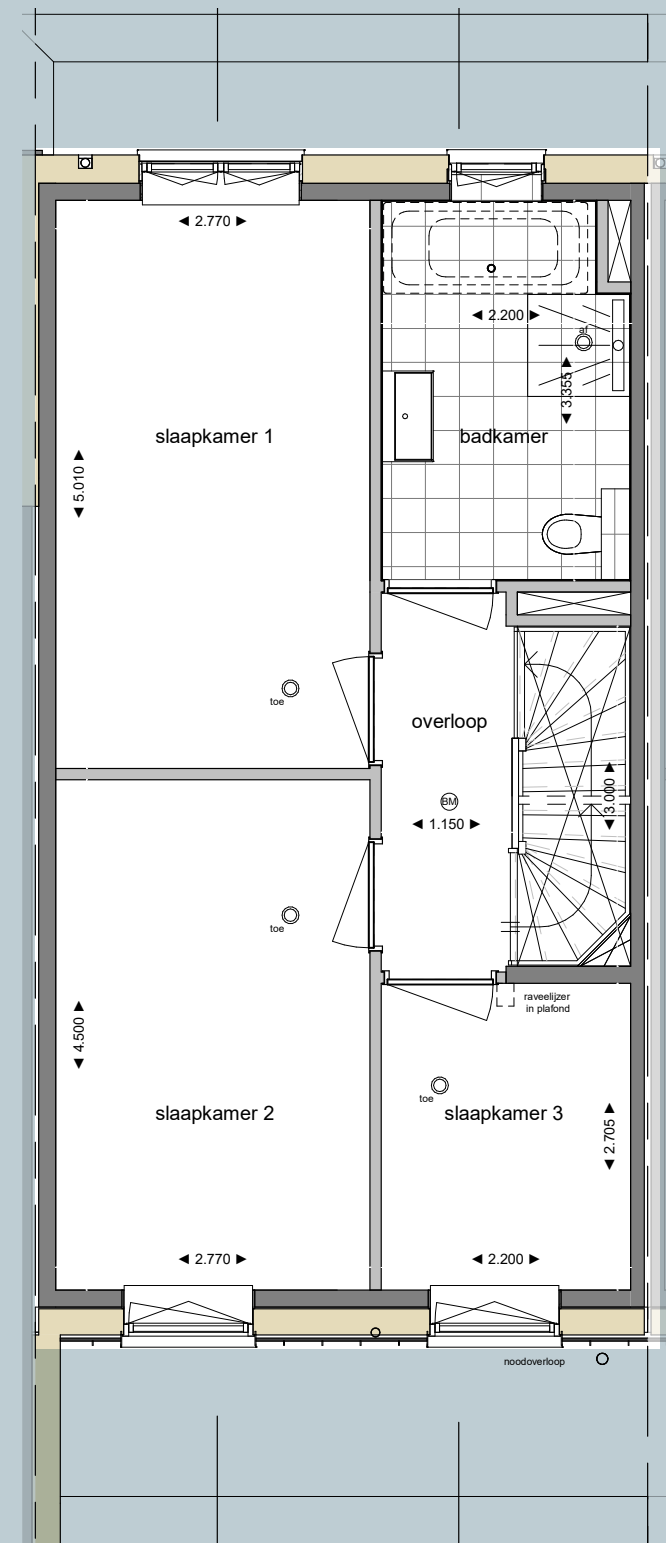 ◄ 2.770 ►
◄ 2.200 ►
af
◄ 3.355 ►
slaapkamer 1
badkamer
◄ 5.010 ►
toe
overloop
BM
◄ 1.150 ►
◄ 3.000 ►
toe
raveelijzer
in plafond
◄ 4.500 ►
toe
slaapkamer 2
slaapkamer 3
◄ 2.705 ►
◄ 2.770 ►
◄ 2.200 ►
noodoverloop